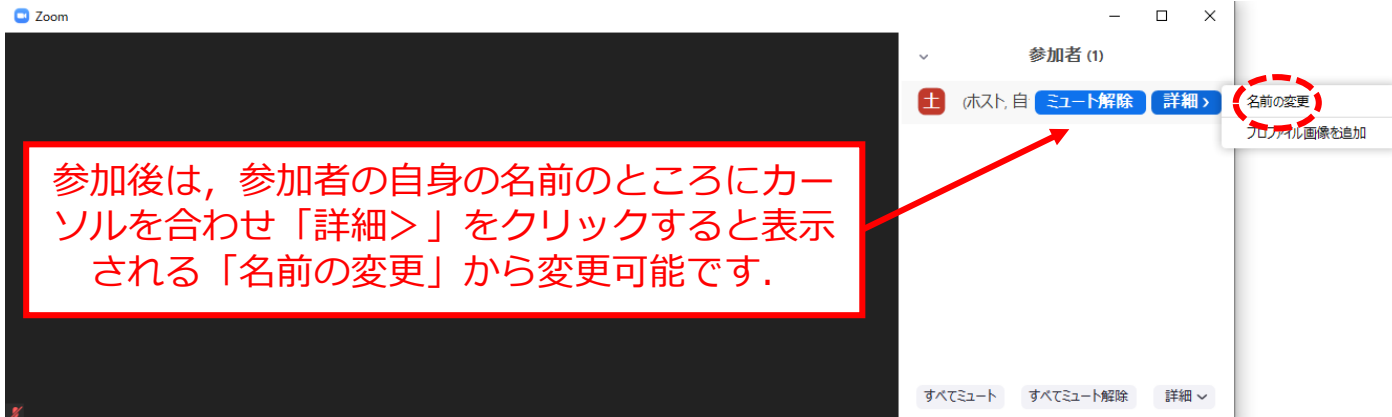 Zoom
参加者 (1)
土 (ホスト, 自 ミュート解除 詳細 >
名前の変更
プロファイル画像を追加
参加後は，参加者の自身の名前のところにカー
ソルを合わせ「詳細＞」をクリックすると表示
される「名前の変更」から変更可能です．
すべてミュート すべてミュート解除 詳細